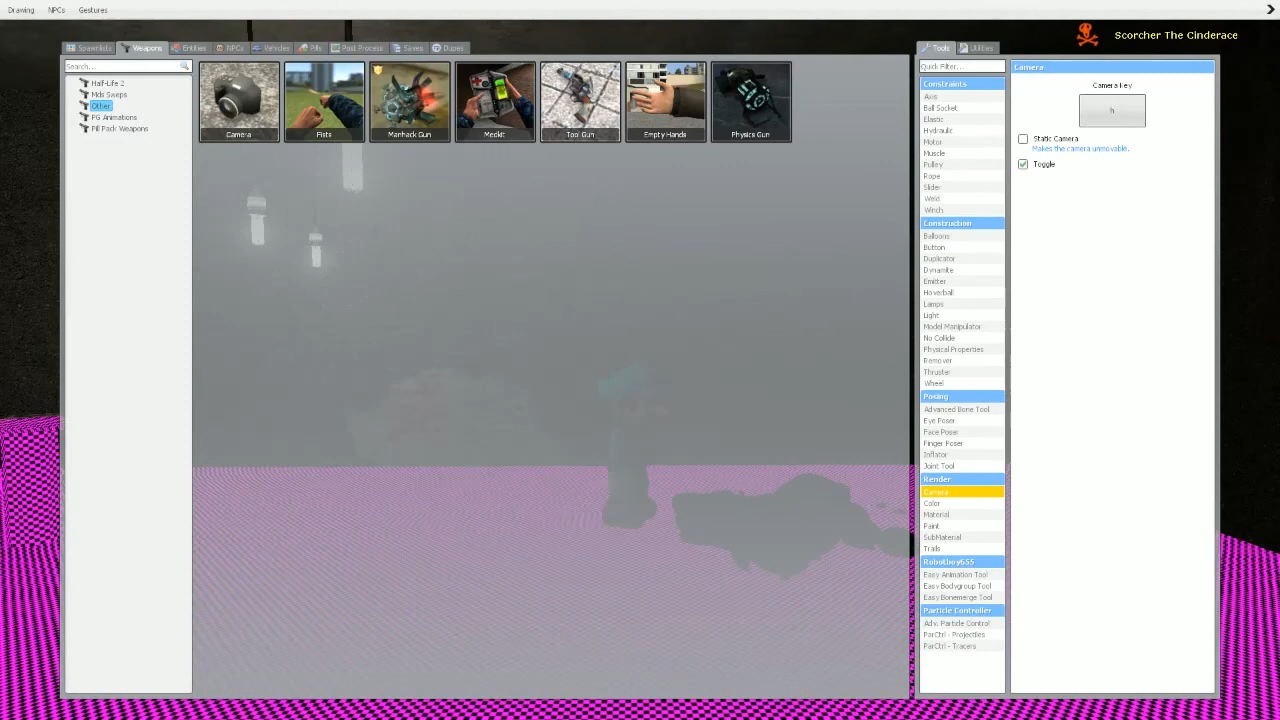 Drawing NPCs Gestures
Scorcher The Cinderace
Spawnlists Weapons Entities NPCs Vehicles Pills Post Process Saves Dupes
Search...
Half-Life 2
Mds Sweps
Other
PG Animations
Pill Pack Weapons
Camera
Fists
Manhack Gun
Medkit
Tool Gun
Empty Hands
Physics Gun
Tools Utilities
Quick Filter...
Constraints
Axis
Ball Socket
Elastic
Hydraulic
Motor
Muscle
Pulley
Rope
Slider
Weld
Winch
Construction
Balloons
Button
Duplicator
Dynamite
Emitter
Hoverball
Lamps
Light
Model Manipulator
No Collide
Physical Properties
Remover
Thruster
Wheel
Posing
Advanced Bone Tool
Eye Poser
Face Poser
Finger Poser
Inflator
Joint Tool
Render
Camera
Color
Material
Paint
SubMaterial
Trails
Robotboy655
Easy Animation Tool
Easy Bodygroup Tool
Easy Bonemerge Tool
Particle Controller
Adv. Particle Control
ParCtrl - Projectiles
ParCtrl - Tracers
Camera
Camera key
h
Static Camera
Makes the camera unmovable.
Toggle